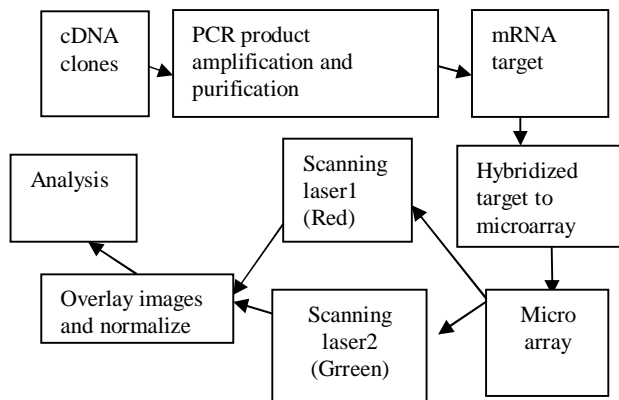 cDNA
clones
PCR product
amplification and
purification
mRNA
target
Hybridized
target to
microarray
Micro
array
Scanning
laser1
(Red)
Scanning
laser2
(Grreen)
Overlay images
and normalize
Analysis